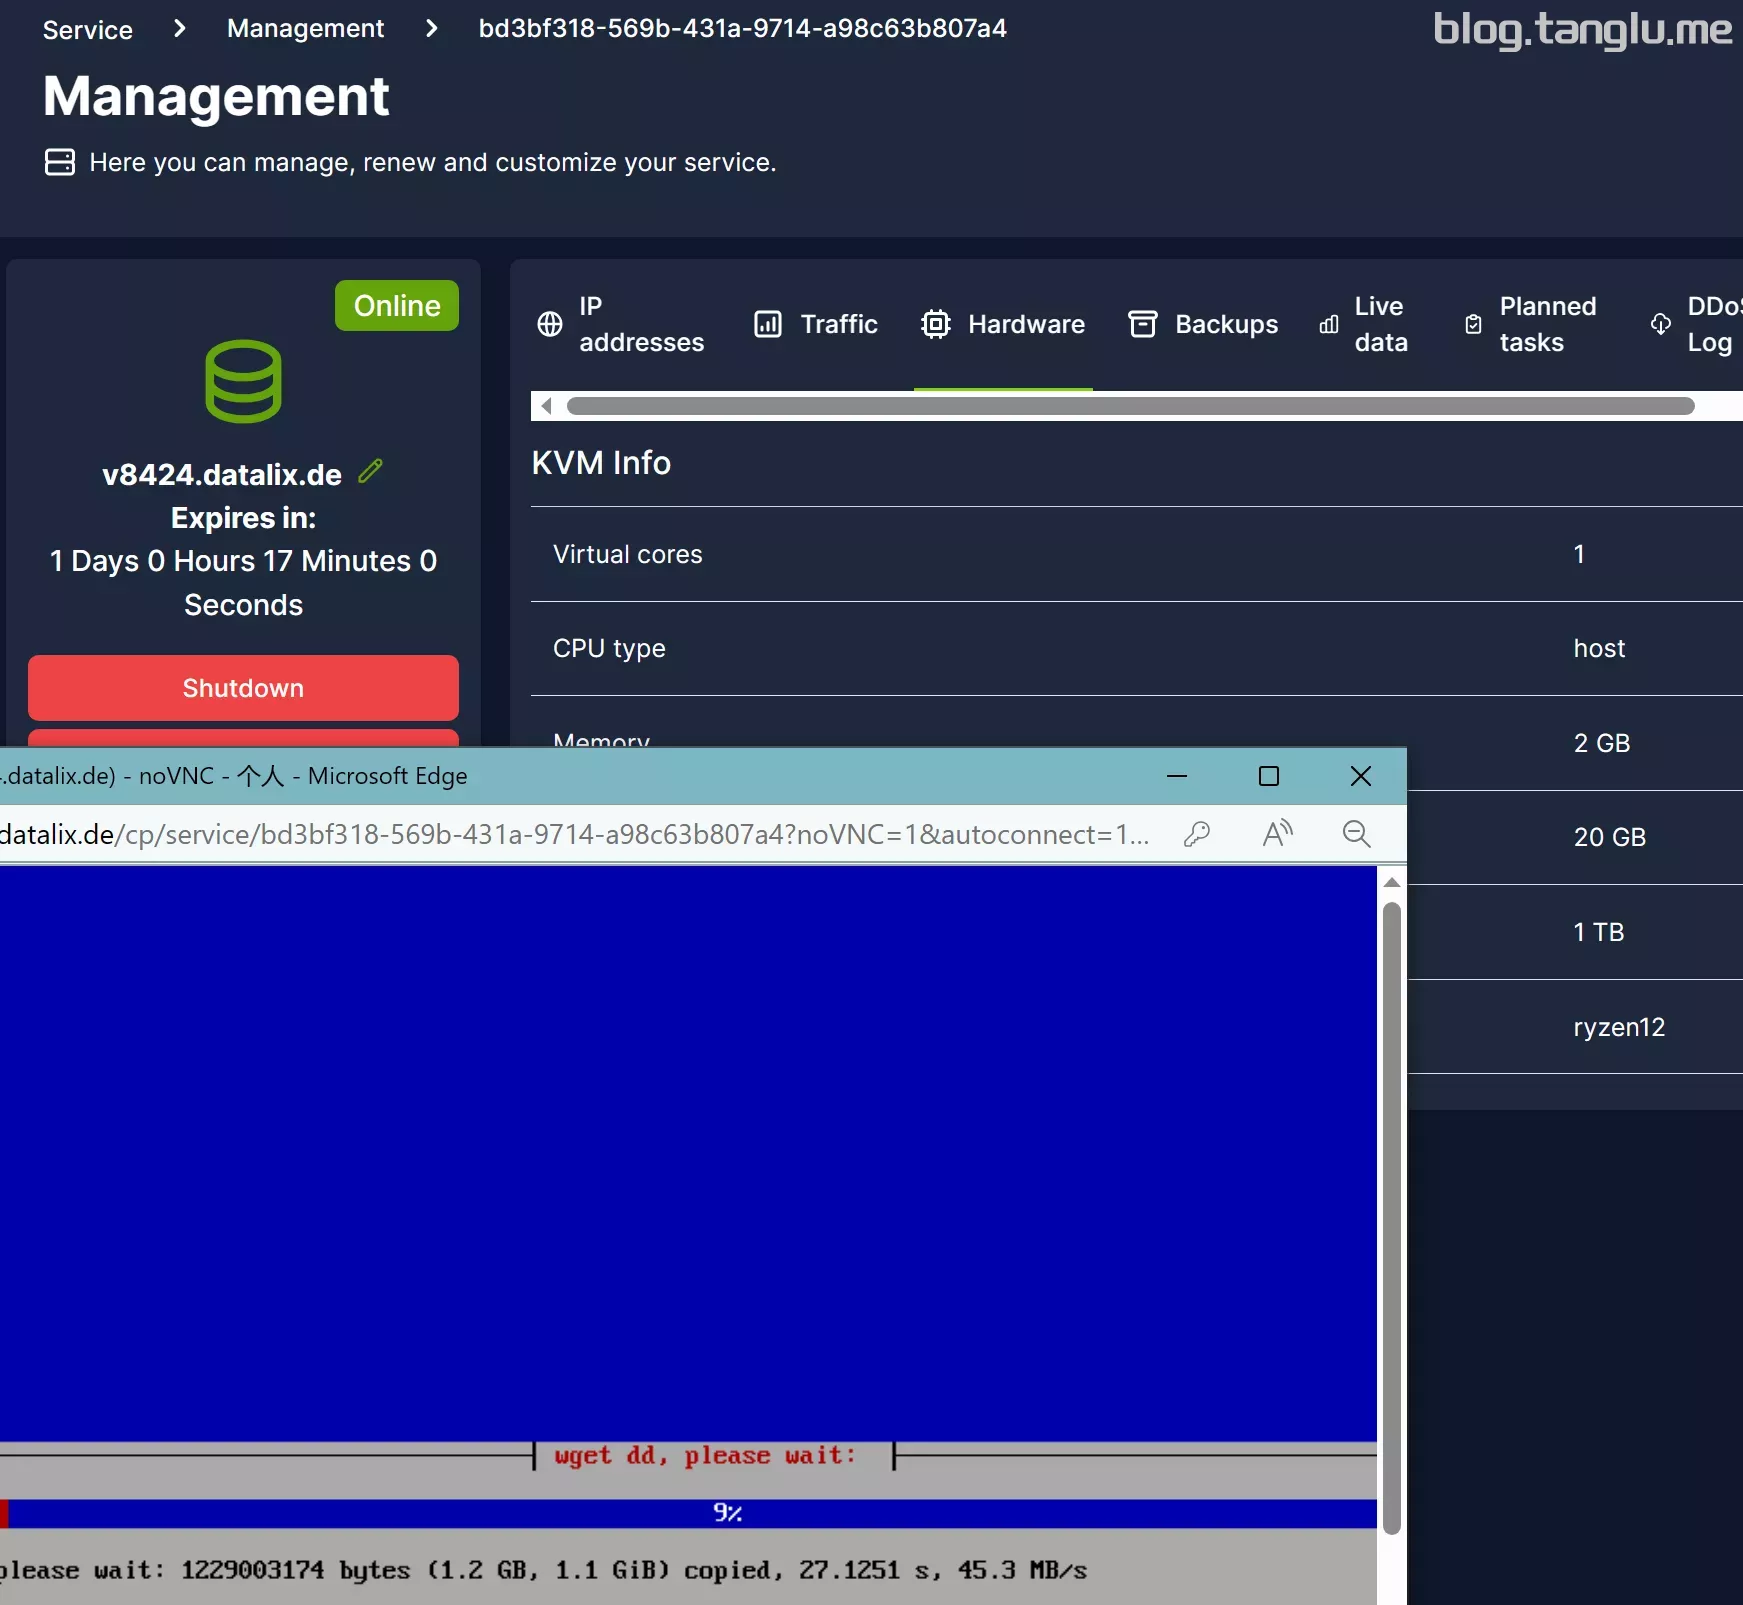 Service > Management > bd3bf318-569b-431a-9714-a98c63b807a4
blog.tanglu.me
Management
Here you can manage, renew and customize your service.
Online
v8424.datalix.de
Expires in:
1 Days 0 Hours 17 Minutes 0
Seconds
Shutdown
IP
addresses
Traffic
Hardware
Backups
Live
data
Planned
tasks
DDoS
Log
KVM Info
Virtual cores 1
CPU type host
Memory 2 GB
20 GB
1 TB
ryzen12
.datalix.de) - noVNC - 个人 - Microsoft Edge
datalix.de/cp/service/bd3bf318-569b-431a-9714-a98c63b807a4?noVNC=1&autoconnect=1...
wget dd, please wait:
9%
please wait: 1229003174 bytes (1.2 GB, 1.1 GiB) copied, 27.1251 s, 45.3 MB/s